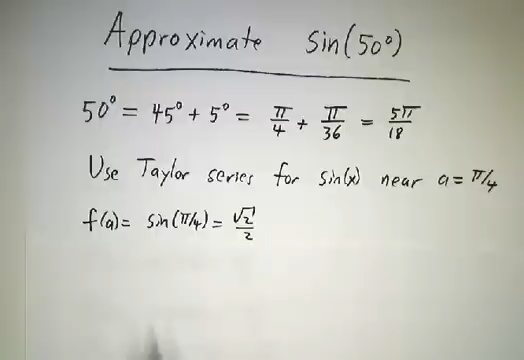 Approximate sin(50°)
50° = 45° + 5° = π/4 + π/36 = 5π/18
Use Taylor series for sin(x) near a = π/4
f(a) = sin(π/4) = √2/2